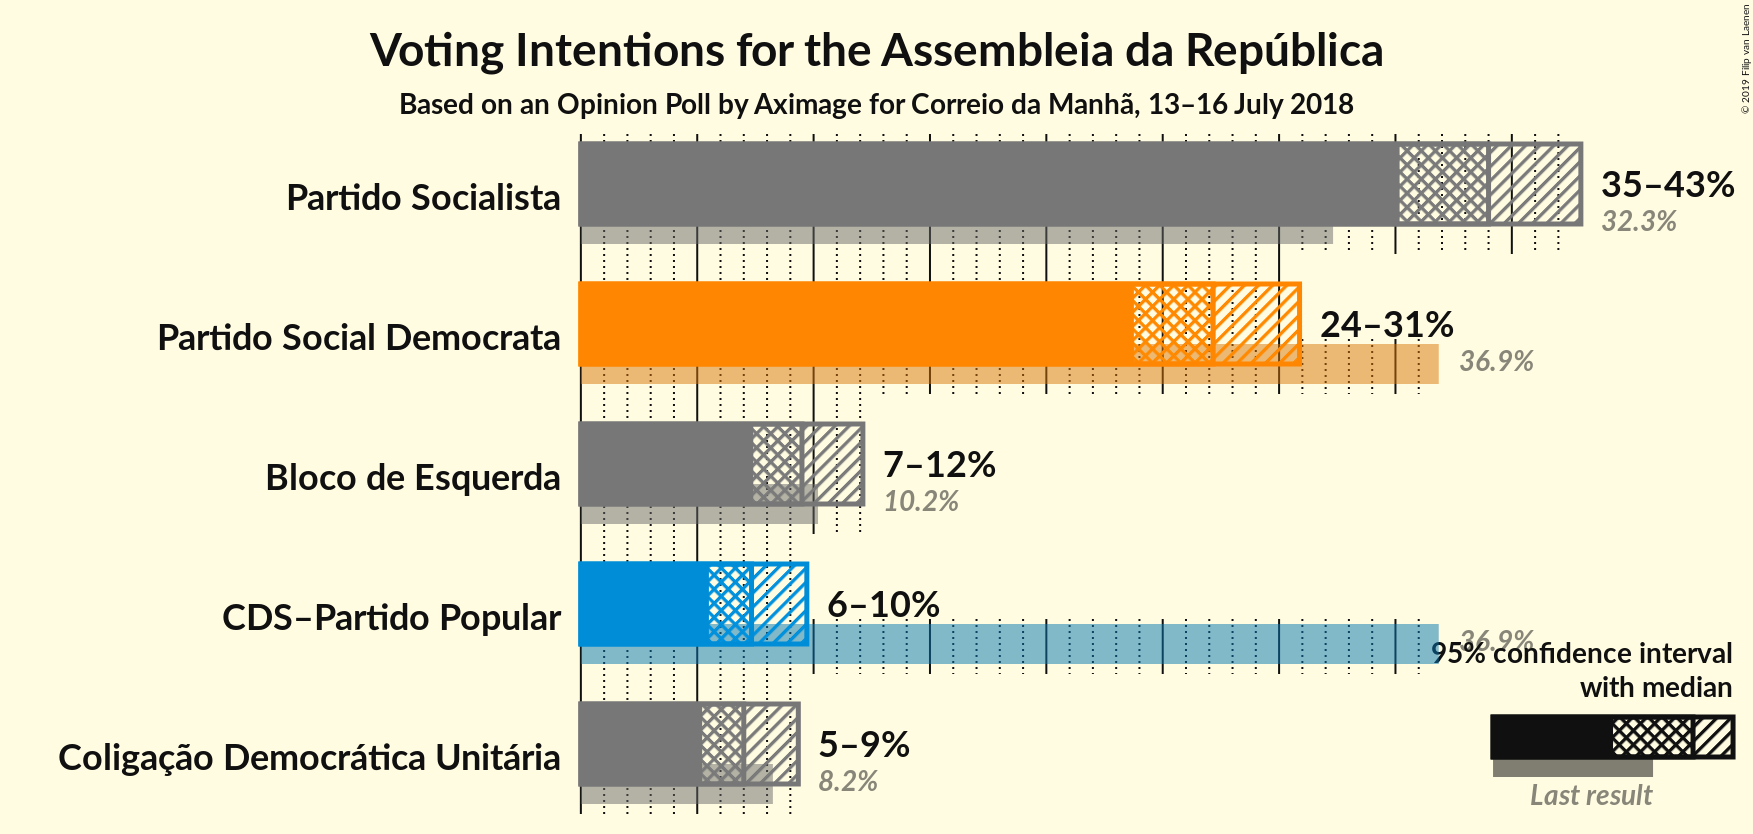 Voting Intentions for the Assembleia da República
Based on an Opinion Poll by Aximage for Correio da Manhã, 13–16 July 2018
© 2019 Filip van Laenen
Partido Socialista
35–43%
32.3%
Partido Social Democrata
24–31%
36.9%
Bloco de Esquerda
7–12%
10.2%
CDS–Partido Popular
6–10%
36.9%
95% confidence interval
with median
Coligação Democrática Unitária
5–9%
8.2%
Last result